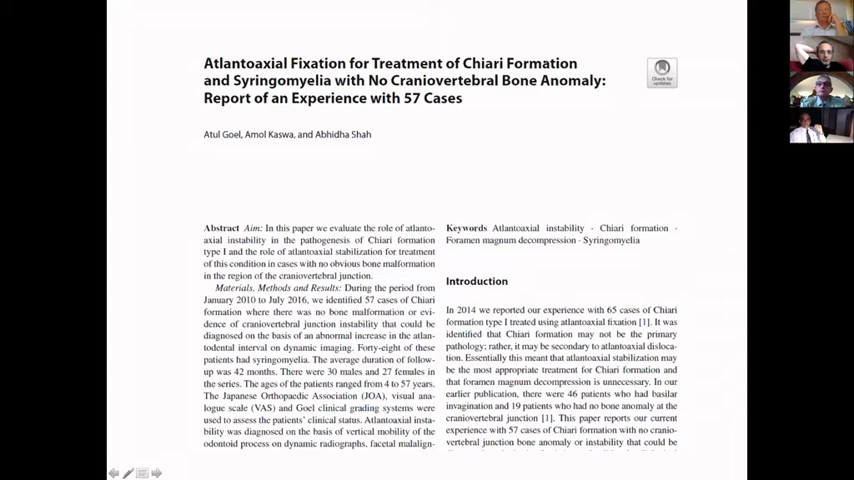 Atlantoaxial Fixation for Treatment of Chiari Formation
and Syringomyelia with No Craniovertebral Bone Anomaly:
Report of an Experience with 57 Cases
Check for
updates
Atul Goel, Amol Kaswa, and Abhidha Shah
Abstract Aim: In this paper we evaluate the role of atlanto-
axial instability in the pathogenesis of Chiari formation
type I and the role of atlantoaxial stabilization for treatment
of this condition in cases with no obvious bone malformation
in the region of the craniovertebral junction.
Materials, Methods and Results: During the period from
January 2010 to July 2016, we identified 57 cases of Chiari
formation where there was no bone malformation or evi-
dence of craniovertebral junction instability that could be
diagnosed on the basis of an abnormal increase in the atlan-
todental interval on dynamic imaging. Forty-eight of these
patients had syringomyelia. The average duration of follow-
up was 42 months. There were 30 males and 27 females in
the series. The ages of the patients ranged from 4 to 57 years.
The Japanese Orthopaedic Association (JOA), visual ana-
logue scale (VAS) and Goel clinical grading systems were
used to assess the patients' clinical status. Atlantoaxial insta-
bility was diagnosed on the basis of vertical mobility of the
odontoid process on dynamic radiographs, facetal malalign-
Keywords Atlantoaxial instability · Chiari formation ·
Foramen magnum decompression · Syringomyelia
Introduction
In 2014 we reported our experience with 65 cases of Chiari
formation type I treated using atlantoaxial fixation [1]. It was
identified that Chiari formation may not be the primary
pathology; rather, it may be secondary to atlantoaxial disloca-
tion. Essentially this meant that atlantoaxial stabilization may
be the most appropriate treatment for Chiari formation and
that foramen magnum decompression is unnecessary. In our
earlier publication, there were 46 patients who had basilar
invagination and 19 patients who had no bone anomaly at the
craniovertebral junction [1]. This paper reports our current
experience with 57 cases of Chiari formation with no cranio-
vertebral junction bone anomaly or instability that could be